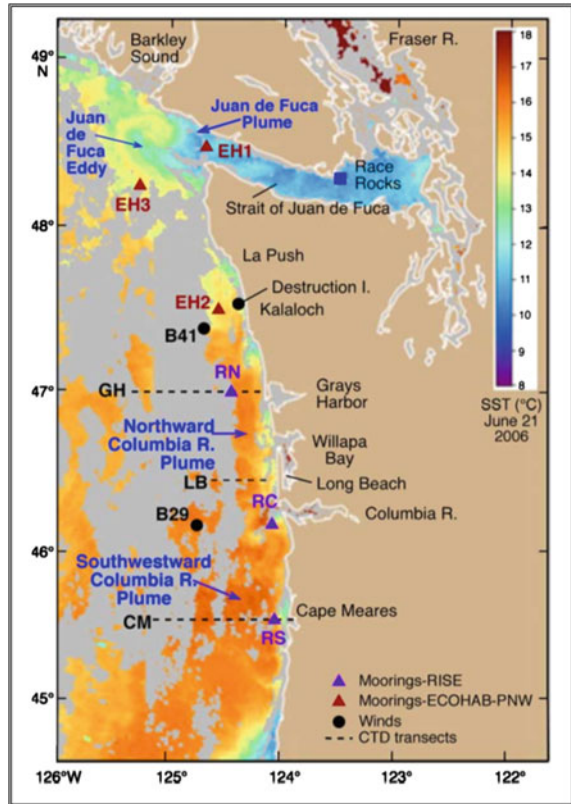 49°
N
48°
47°
46°
45°
126°W
125°
124°
123°
122°
Barkley
Sound
Fraser R.
Juan de Fuca
Plume
Juan
de
Fuca
Eddy
EH1
EH3
Race
Rocks
Strait of Juan de Fuca
La Push
Destruction I.
EH2
Kalaloch
B41
RN
GH
Grays
Harbor
Northward
Columbia R.
Plume
Willapa
Bay
LB
Long Beach
B29
RC
Columbia R.
Southwestward
Columbia R.
Plume
CM
Cape Meares
RS
18
17
16
15
14
13
12
11
10
9
8
SST (°C)
June 21
2006
Moorings-RISE
Moorings-ECOHAB-PNW
Winds
CTD transects